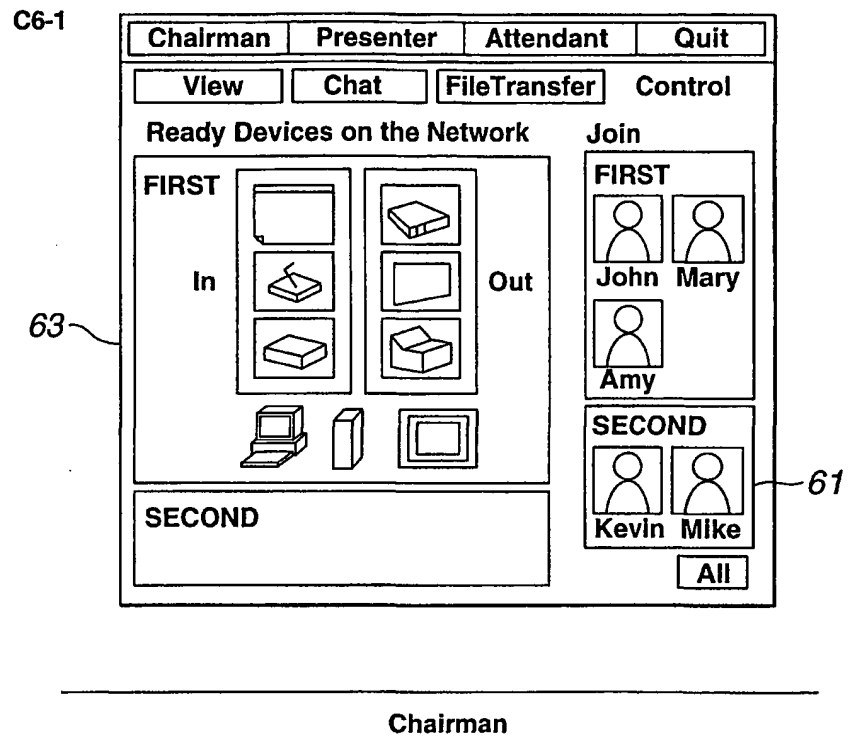 C6-1
Chairman Presenter Attendant Quit
View Chat FileTransfer Control
Ready Devices on the Network
Join
FIRST
In
Out
63
FIRST
John Mary
Amy
SECOND
Kevin Mike
61
SECOND
All
Chairman